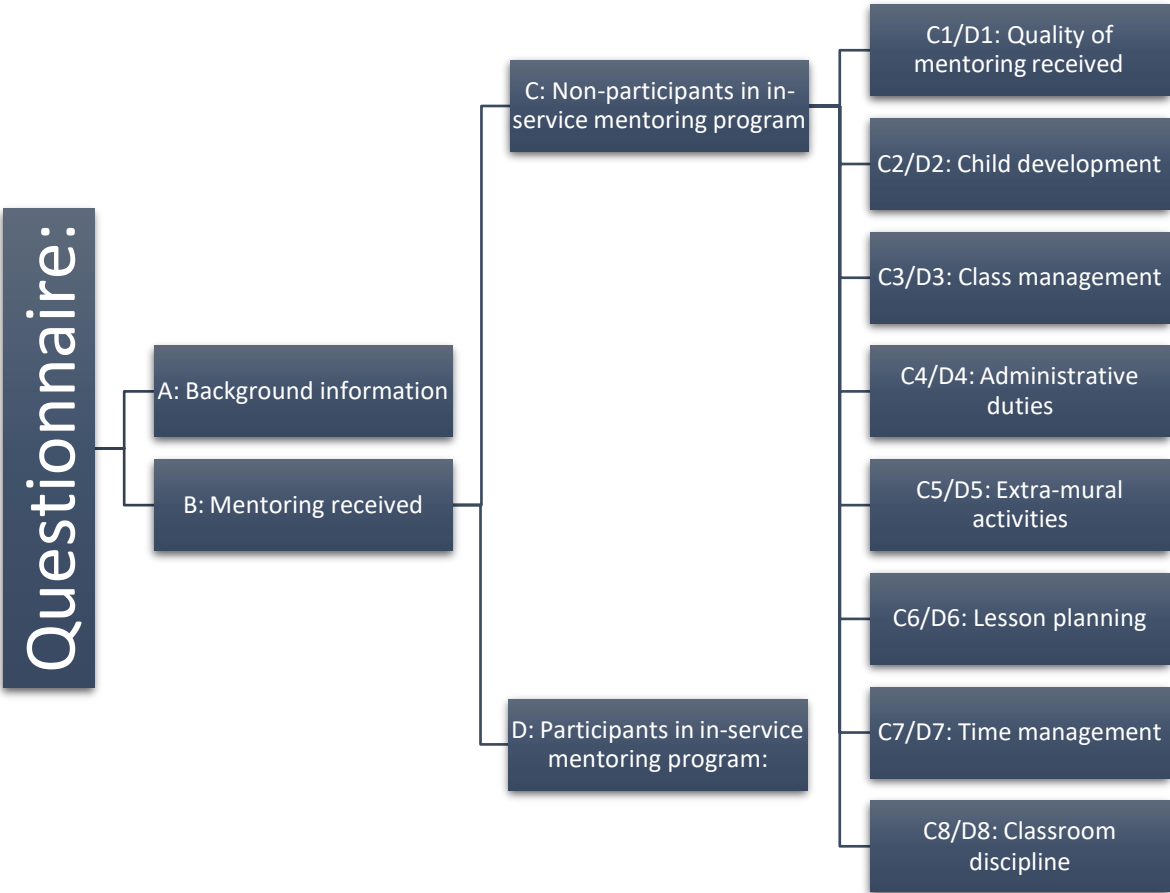 Questionnaire:
A: Background information
B: Mentoring received
C: Non-participants in in-
service mentoring program
D: Participants in in-service
mentoring program:
C1/D1: Quality of
mentoring received
C2/D2: Child development
C3/D3: Class management
C4/D4: Administrative
duties
C5/D5: Extra-mural
activities
C6/D6: Lesson planning
C7/D7: Time management
C8/D8: Classroom
discipline